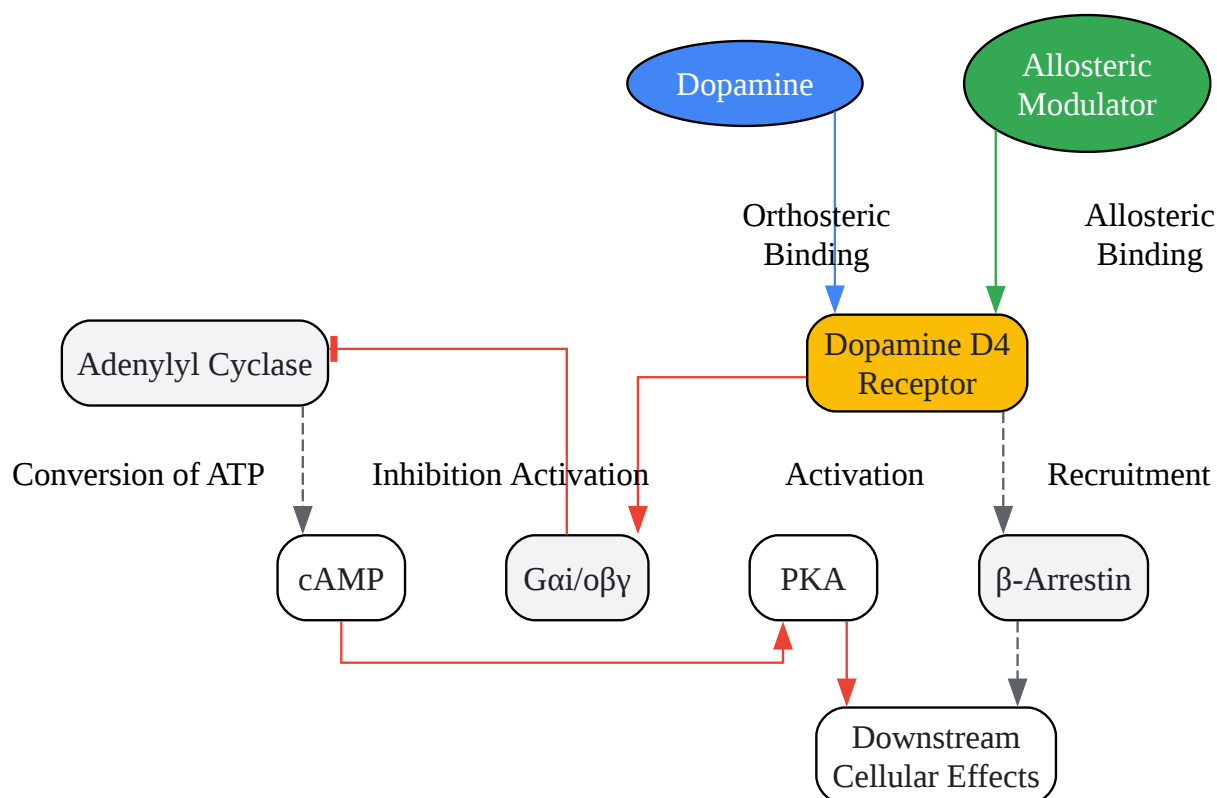 Dopamine
Allosteric
Modulator
Orthosteric
Binding
Allosteric
Binding
Adenylyl Cyclase
Dopamine D4
Receptor
Conversion of ATP
Inhibition
Activation
Activation
Recruitment
cAMP
Gαi/oβγ
PKA
β-Arrestin
Downstream
Cellular Effects